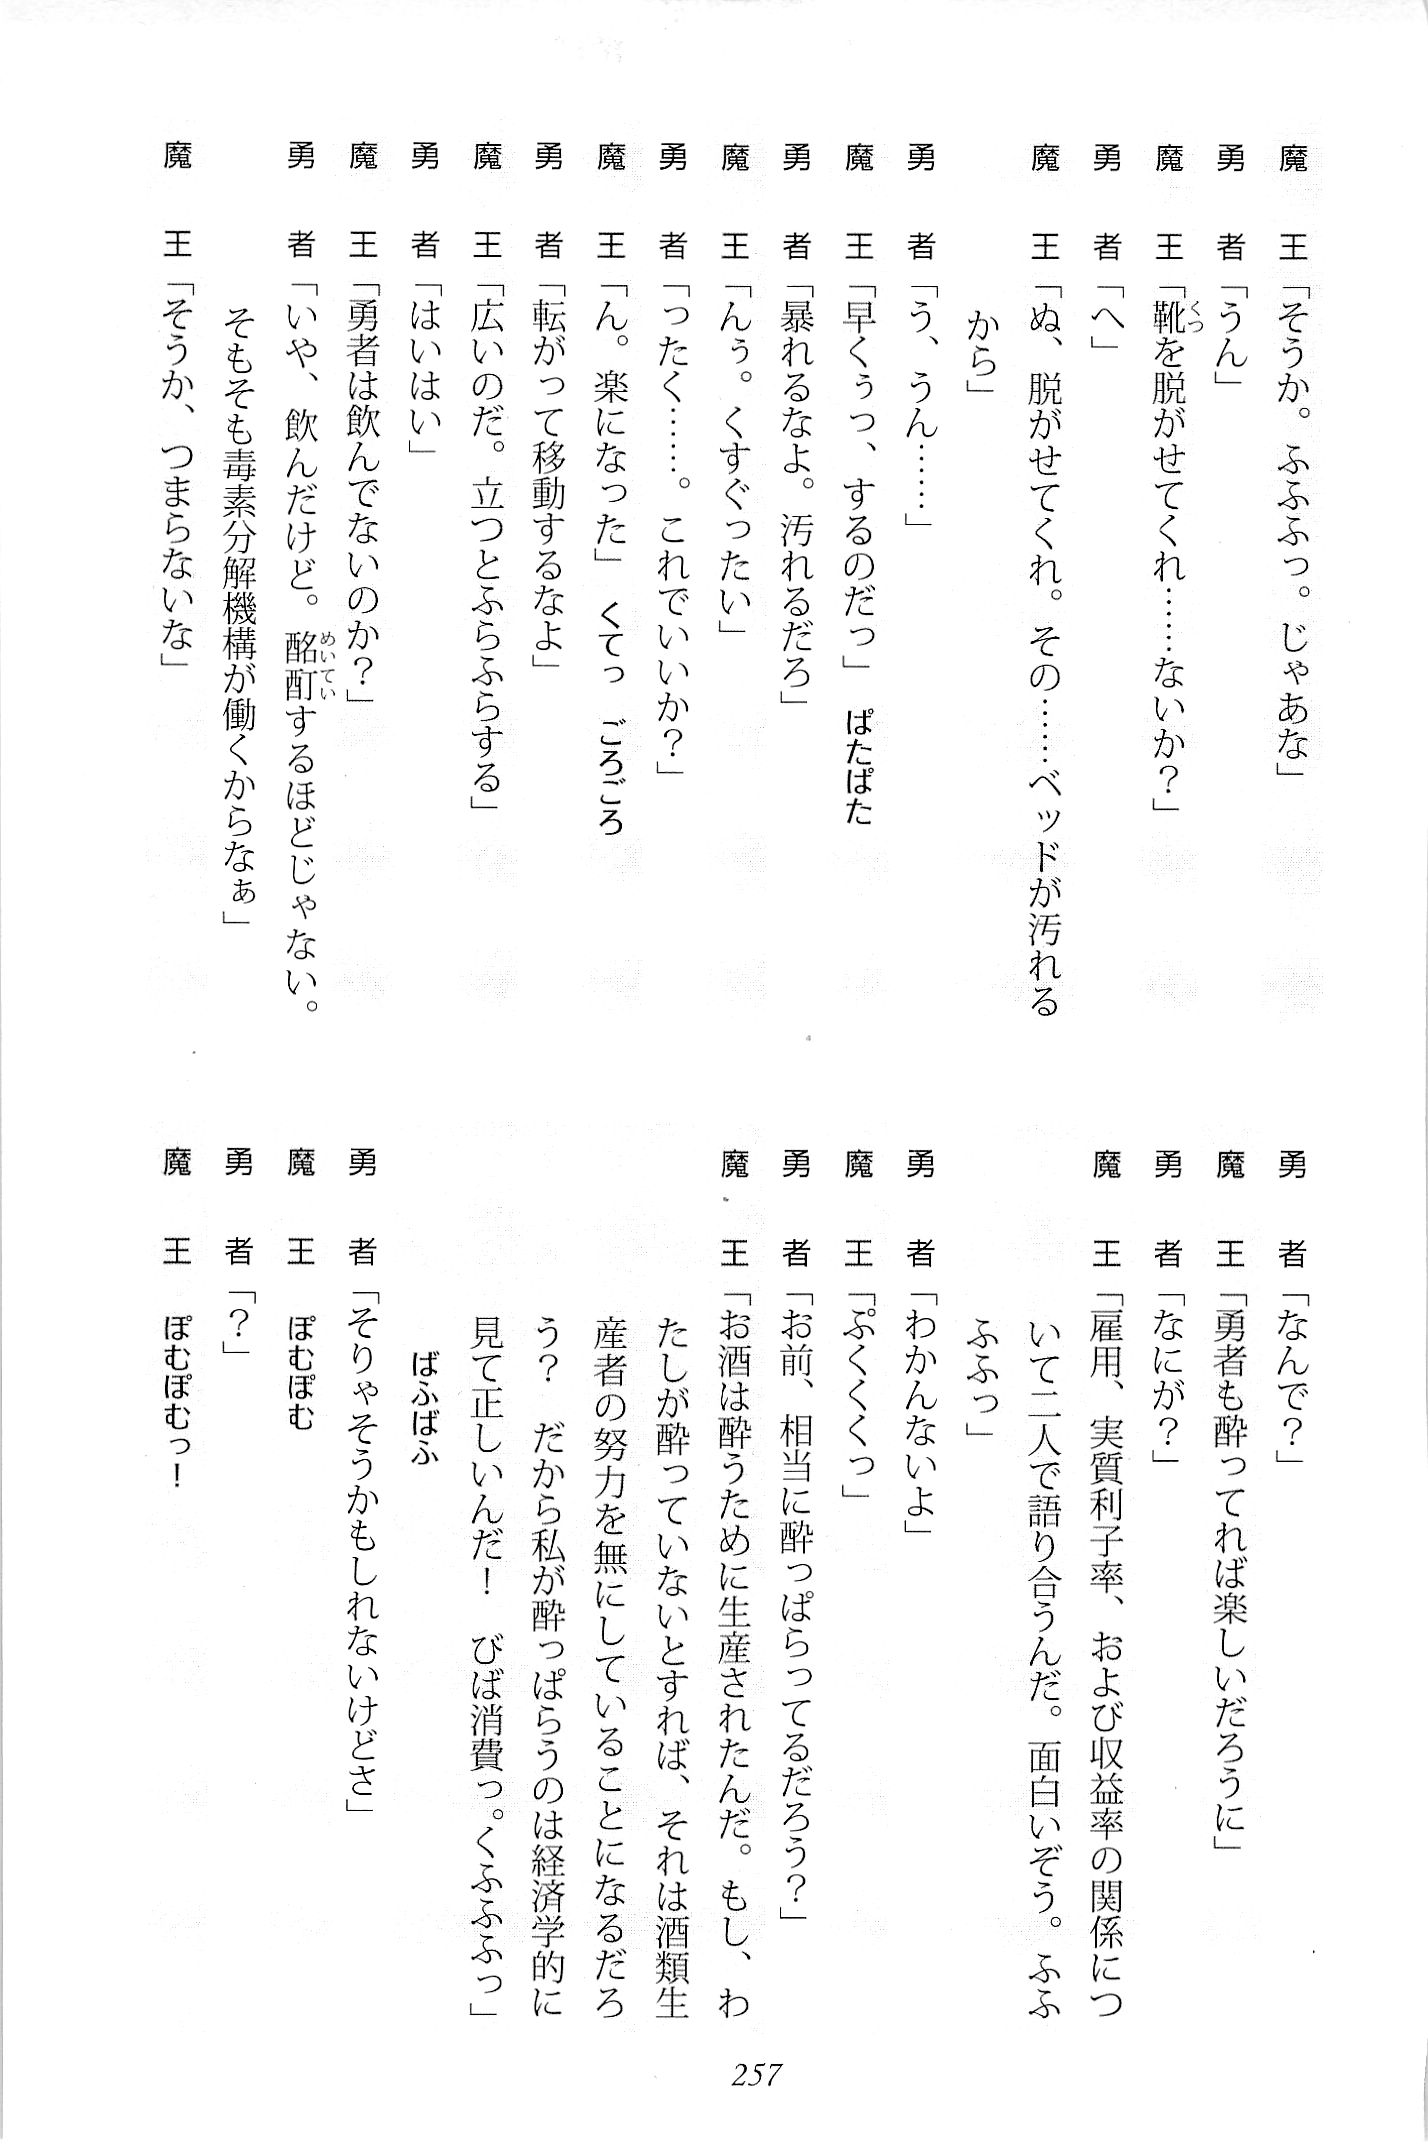 魔王「そうか。ふふふっ。じゃあな」
勇者「うん」
魔王「靴を脱がせてくれ……ないか？」
勇者「へ」
魔王「ぬ、脱がせてくれ。その……ベッドが汚れる
から」
勇者「う、うん……」
魔王「早くぅっ、するのだっ」　ぱたぱた
勇者「暴れるなよ。汚れるだろ」
魔王「んぅ。くすぐったい」
勇者「ったく……。これでいいか？」
魔王「ん。楽になった」　くてっ　ごろごろ
勇者「転がって移動するなよ」
魔王「広いのだ。立つとふらふらする」
勇者「はいはい」
魔王「勇者は飲んでないのか？」
勇者「いや、飲んだけど。酩酊するほどじゃない。
そもそも毒素分解機構が働くからなぁ」
魔王「そうか、つまらないな」
勇者「なんで？」
魔王「勇者も酔ってれば楽しいだろうに」
勇者「なにが？」
魔王「雇用、実質利子率、および収益率の関係につ
いて二人で語り合うんだ。面白いぞう。ふふ
ふふっ」
勇者「わかんないよ」
魔王「ぷくくくっ」
勇者「お前、相当に酔っぱらってるだろう？」
魔王「お酒は酔うために生産されたんだ。もし、わ
たしが酔っていないとすれば、それは酒類生
産者の努力を無にしていることになるだろ
う？　だから私が酔っぱらうのは経済学的に
見て正しいんだ！　びば消費っ。くふふふっ」
ばふばふ
勇者「そりゃそうかもしれないけどさ」
魔王　ぽむぽむ
勇者「？」
魔王　ぽむぽむっ！
257